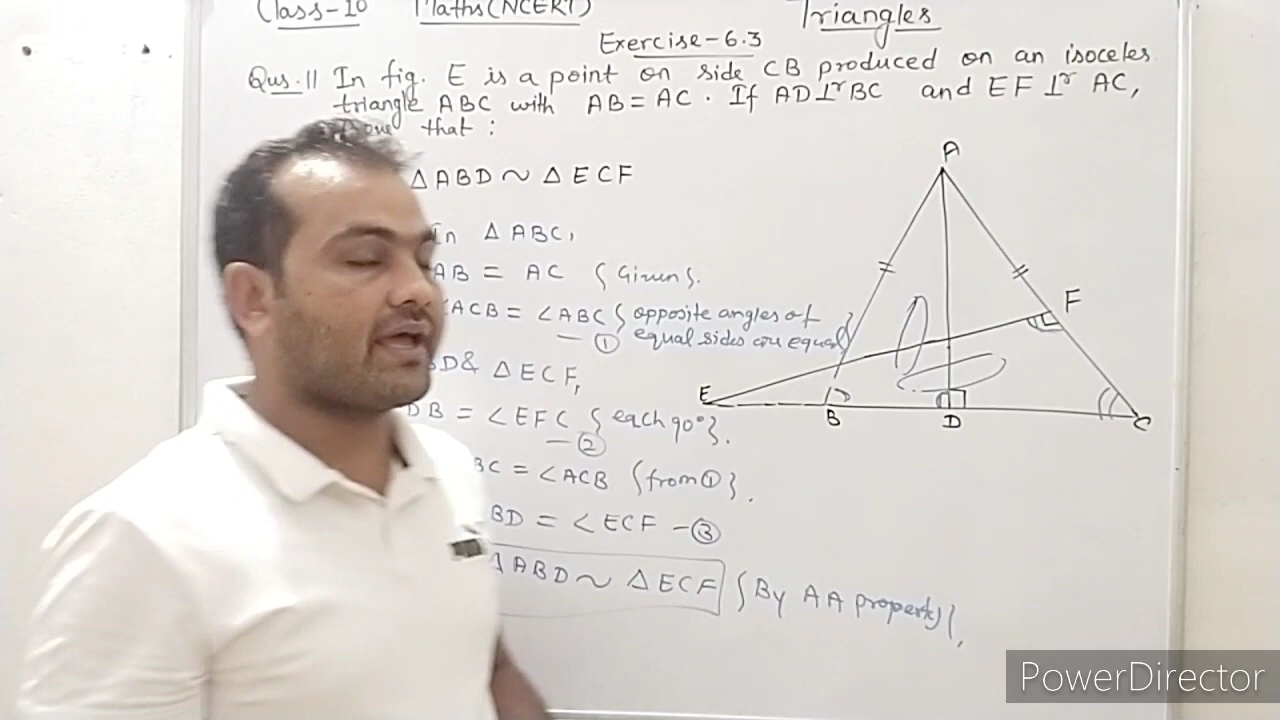 Class-10 Maths(NCERT) Triangles
Exercise-6.3
Qus.11 In fig. E is a point on side CB produced on an isoceles
triangle ABC with AB = AC. If AD⊥ʳBC and EF ⊥ʳ AC,
that :
ΔABD ~ ΔECF
In ΔABC,
AB = AC {Given}.
∠ACB = ∠ABC {opposite angles of
equal sides are equal}
— ①
BD & ΔECF,
DB = ∠EFC {each 90°}.
— ②
BC = ∠ACB {from ①}.
BD = ∠ECF — ③
ΔABD ~ ΔECF {By AA property},
A
F
E
B
D
C
PowerDirector